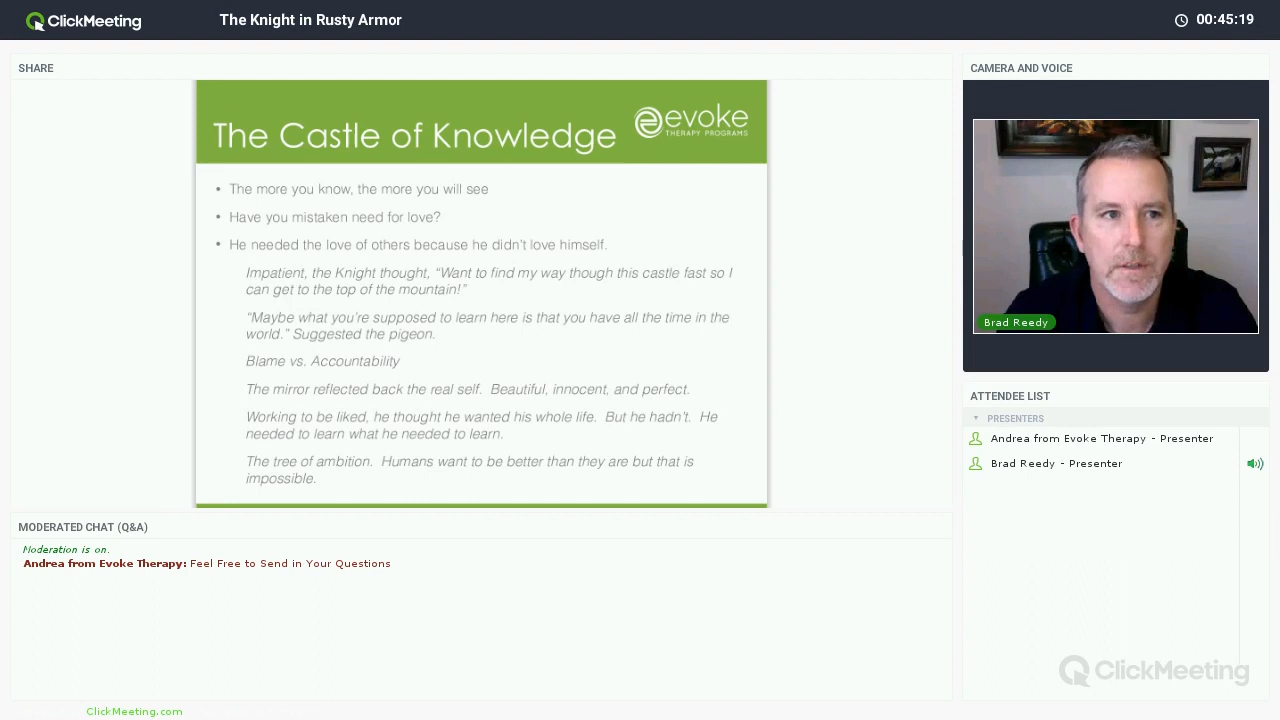 ClickMeeting
The Knight in Rusty Armor
00:45:19
SHARE
The Castle of Knowledge
evoke
THERAPY PROGRAMS
• The more you know, the more you will see
• Have you mistaken need for love?
• He needed the love of others because he didn't love himself.
Impatient, the Knight thought, "Want to find my way though this castle fast so I
can get to the top of the mountain!"
"Maybe what you're supposed to learn here is that you have all the time in the
world." Suggested the pigeon.
Blame vs. Accountability
The mirror reflected back the real self.  Beautiful, innocent, and perfect.
Working to be liked, he thought he wanted his whole life.  But he hadn't.  He
needed to learn what he needed to learn.
The tree of ambition.  Humans want to be better than they are but that is
impossible.
CAMERA AND VOICE
Brad Reedy
ATTENDEE LIST
PRESENTERS
Andrea from Evoke Therapy - Presenter
Brad Reedy - Presenter
MODERATED CHAT (Q&A)
Moderation is on.
Andrea from Evoke Therapy: Feel Free to Send in Your Questions
ClickMeeting
ClickMeeting.com